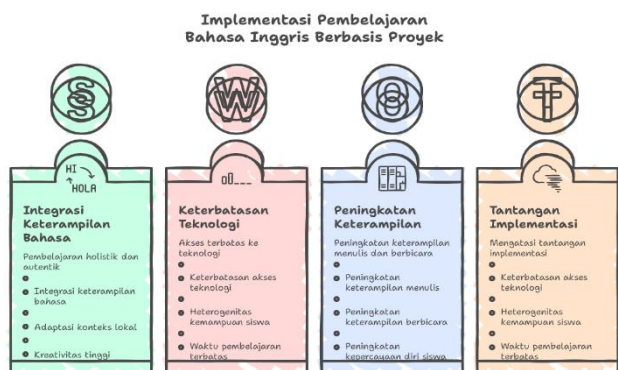 Implementasi Pembelajaran
Bahasa Inggris Berbasis Proyek
S
W
O
T
HI
HOLA
Integrasi
Keterampilan
Bahasa
Pembelajaran holistik dan
autentik
Integrasi keterampilan
bahasa
Adaptasi konteks lokal
Kreativitas tinggi
Keterbatasan
Teknologi
Akses terbatas ke
teknologi
Keterbatasan akses
teknologi
Heterogenitas
kemampuan siswa
Waktu pembelajaran
terbatas
Peningkatan
Keterampilan
Peningkatan keterampilan
menulis dan berbicara
Peningkatan
keterampilan menulis
Peningkatan
keterampilan berbicara
Peningkatan
kepercayaan diri siswa
Tantangan
Implementasi
Mengatasi tantangan
implementasi
Keterbatasan akses
teknologi
Heterogenitas
kemampuan siswa
Waktu pembelajaran
terbatas